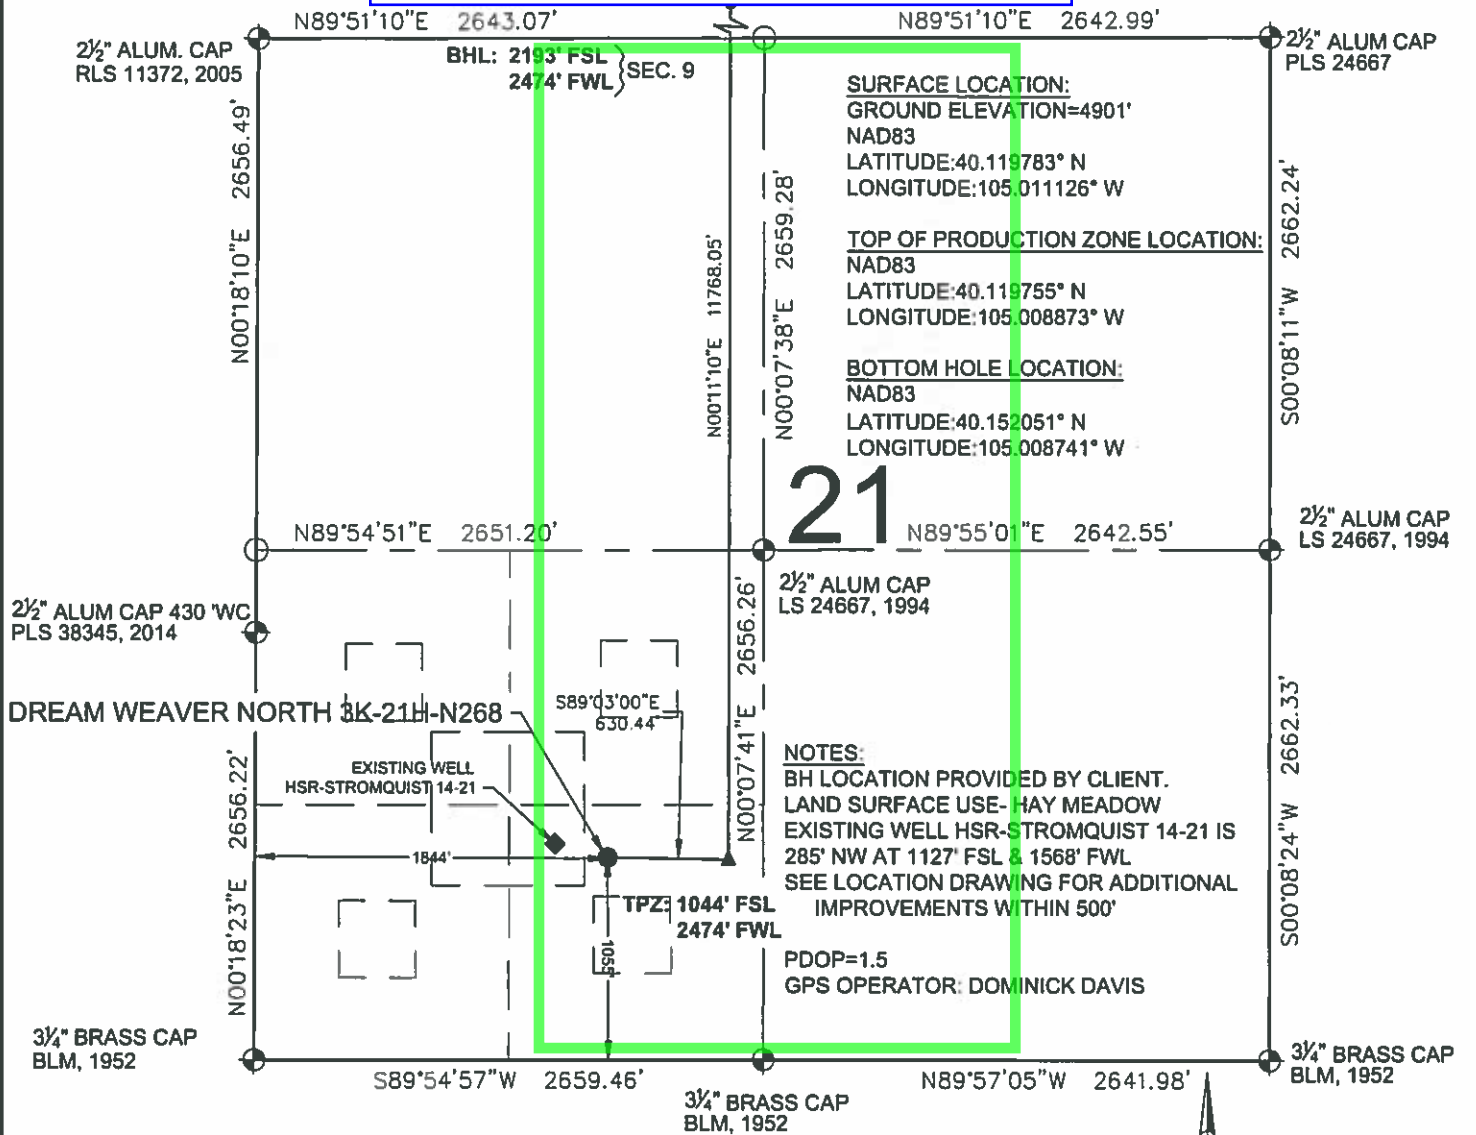 N89°51'10"E 2643.07'
N89°51'10"E 2642.99'
2½" ALUM. CAP
RLS 11372, 2005
BHL: 2193' FSL
2474' FWL
SEC. 9
2½" ALUM CAP
PLS 24667
SURFACE LOCATION:
GROUND ELEVATION=4901'
NAD83
LATITUDE:40.119783° N
LONGITUDE:105.011126° W
TOP OF PRODUCTION ZONE LOCATION:
NAD83
LATITUDE:40.119755° N
LONGITUDE:105.008873° W
BOTTOM HOLE LOCATION:
NAD83
LATITUDE:40.152051° N
LONGITUDE:105.008741° W
N00°18'10"E 2656.49'
N00°11'10"E 11768.05'
N00°07'38"E 2659.28'
S00°08'11"W 2662.24'
21
N89°54'51"E 2651.20'
N89°55'01"E 2642.55'
2½" ALUM CAP
LS 24667, 1994
2½" ALUM CAP
LS 24667, 1994
2½" ALUM CAP 430 'WC
PLS 38345, 2014
DREAM WEAVER NORTH 3K-21H-N268
S89°03'00"E
630.44'
N00°07'41"E 2656.26'
EXISTING WELL
HSR-STROMQUIST 14-21
1844'
1055'
TPZ: 1044' FSL
2474' FWL
NOTES:
BH LOCATION PROVIDED BY CLIENT.
LAND SURFACE USE- HAY MEADOW
EXISTING WELL HSR-STROMQUIST 14-21 IS
285' NW AT 1127' FSL & 1568' FWL
SEE LOCATION DRAWING FOR ADDITIONAL
IMPROVEMENTS WITHIN 500'
PDOP=1.5
GPS OPERATOR: DOMINICK DAVIS
N00°18'23"E 2656.22'
S00°08'24"W 2662.33'
3¼" BRASS CAP
BLM, 1952
S89°54'57"W 2659.46'
3¼" BRASS CAP
BLM, 1952
N89°57'05"W 2641.98'
3¼" BRASS CAP
BLM, 1952